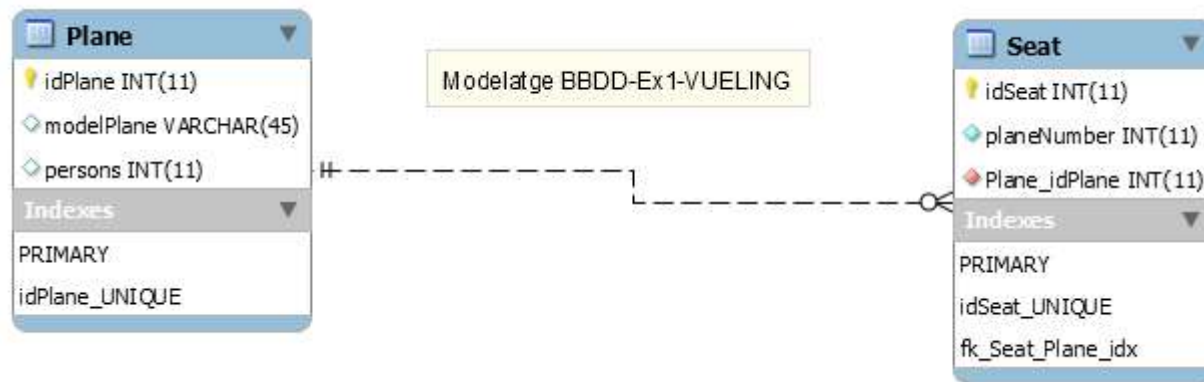 Plane
idPlane INT(11)
modelPlane VARCHAR(45)
persons INT(11)
Indexes
PRIMARY
idPlane_UNIQUE
Modelatge BBDD-Ex1-VUELING
Seat
idSeat INT(11)
planeNumber INT(11)
Plane_idPlane INT(11)
Indexes
PRIMARY
idSeat_UNIQUE
fk_Seat_Plane_idx